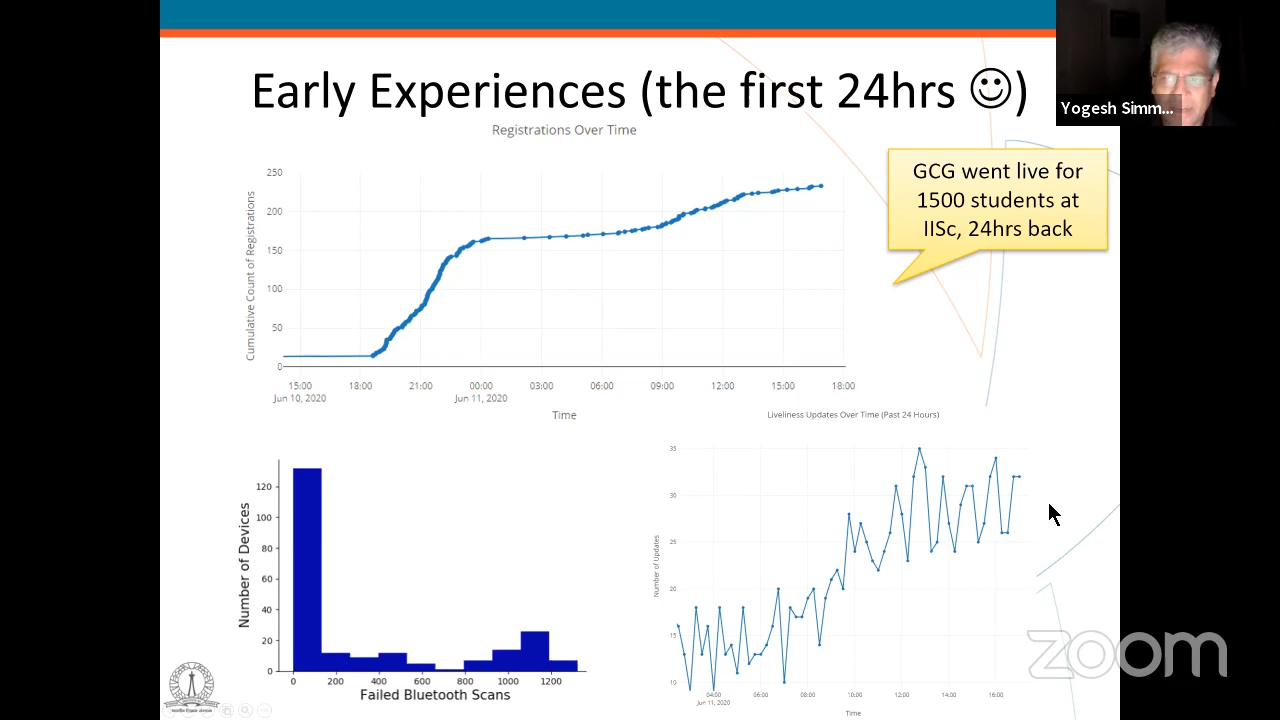 Early Experiences (the first 24hrs ☺)
Yogesh Simm...
Registrations Over Time
GCG went live for
1500 students at
IISc, 24hrs back
Cumulative Count of Registrations
250
200
150
100
50
0
15:00 18:00 21:00 00:00 03:00 06:00 09:00 12:00 15:00 18:00
Jun 10, 2020 Jun 11, 2020
Time
Liveliness Updates Over Time (Past 24 Hours)
Number of Devices
120
100
80
60
40
20
0
0 200 400 600 800 1000 1200
Failed Bluetooth Scans
Number of Updates
35
30
25
20
15
10
04:00 06:00 08:00 10:00 12:00 14:00 16:00
Jun 11, 2020
Time
zoom